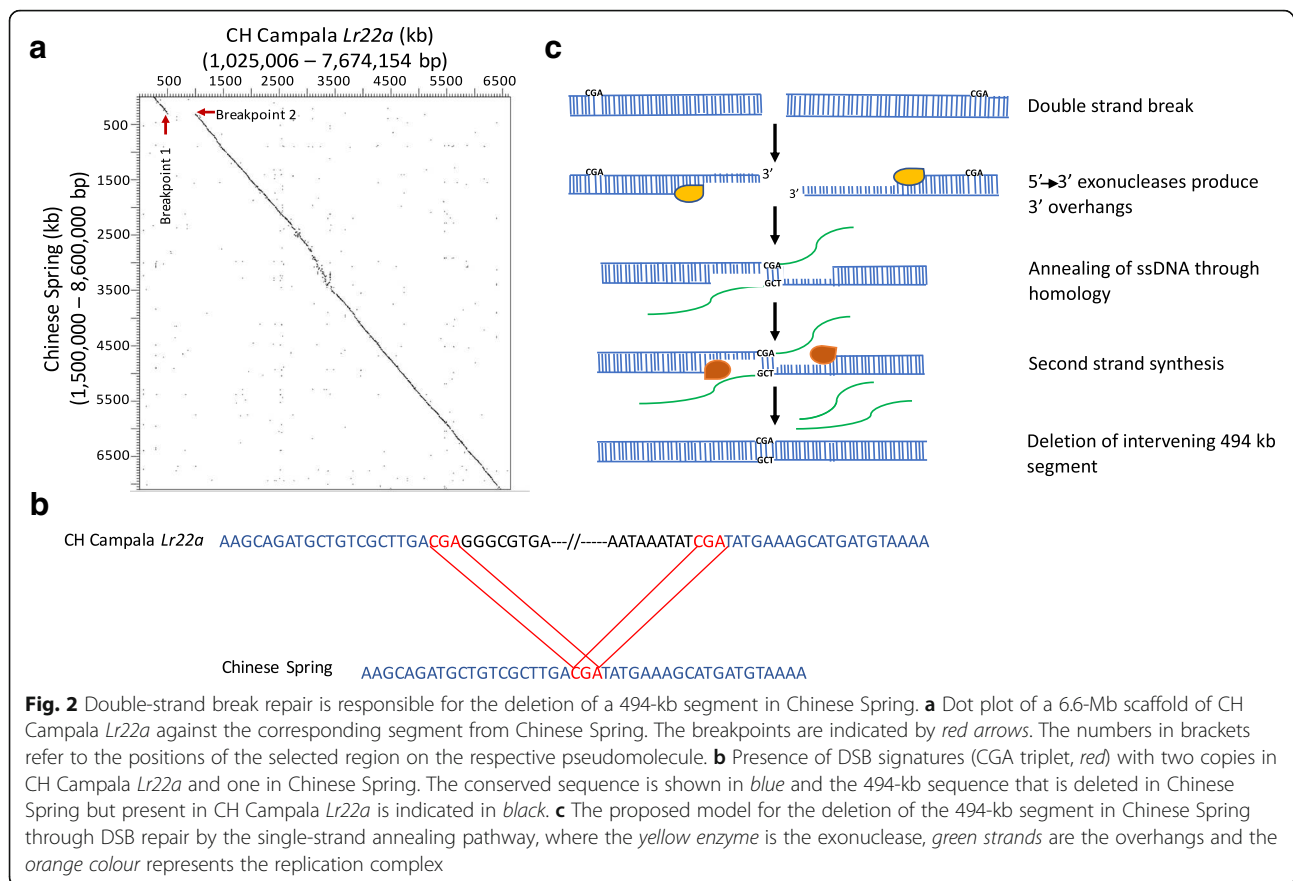 a
CH Campala Lr22a (kb)
(1,025,006 – 7,674,154 bp)
500 1500 2500 3500 4500 5500 6500
Chinese Spring (kb)
(1,500,000 – 8,600,000 bp)
500
1500
2500
3500
4500
5500
6500
Breakpoint 1
Breakpoint 2
c
CGA CGA
Double strand break
CGA 3’ 3’ CGA
5’→3’ exonucleases produce
3’ overhangs
CGA
GCT
Annealing of ssDNA through
homology
CGA
GCT
Second strand synthesis
CGA
GCT
Deletion of intervening 494 kb
segment
b
CH Campala Lr22a AAGCAGATGCTGTCGCTTGACGAGGGCGTGA---//-----AATAAATATCGATATGAAAGCATGATGTAAAA
Chinese Spring AAGCAGATGCTGTCGCTTGACGATATGAAAGCATGATGTAAAA
Fig. 2 Double-strand break repair is responsible for the deletion of a 494-kb segment in Chinese Spring. a Dot plot of a 6.6-Mb scaffold of CH
Campala Lr22a against the corresponding segment from Chinese Spring. The breakpoints are indicated by red arrows. The numbers in brackets
refer to the positions of the selected region on the respective pseudomolecule. b Presence of DSB signatures (CGA triplet, red) with two copies in
CH Campala Lr22a and one in Chinese Spring. The conserved sequence is shown in blue and the 494-kb sequence that is deleted in Chinese
Spring but present in CH Campala Lr22a is indicated in black. c The proposed model for the deletion of the 494-kb segment in Chinese Spring
through DSB repair by the single-strand annealing pathway, where the yellow enzyme is the exonuclease, green strands are the overhangs and the
orange colour represents the replication complex